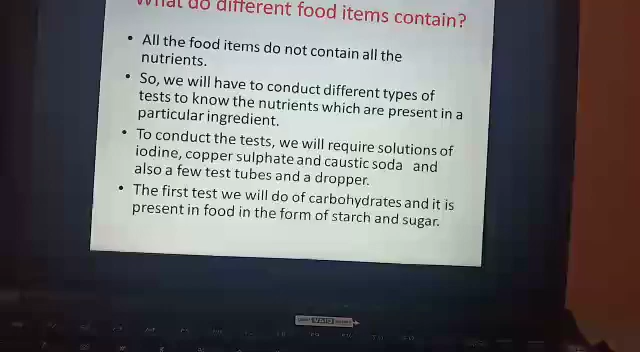 What do different food items contain?
• All the food items do not contain all the
nutrients.
• So, we will have to conduct different types of
tests to know the nutrients which are present in a
particular ingredient.
• To conduct the tests, we will require solutions of
iodine, copper sulphate and caustic soda and
also a few test tubes and a dropper.
• The first test we will do of carbohydrates and it is
present in food in the form of starch and sugar.